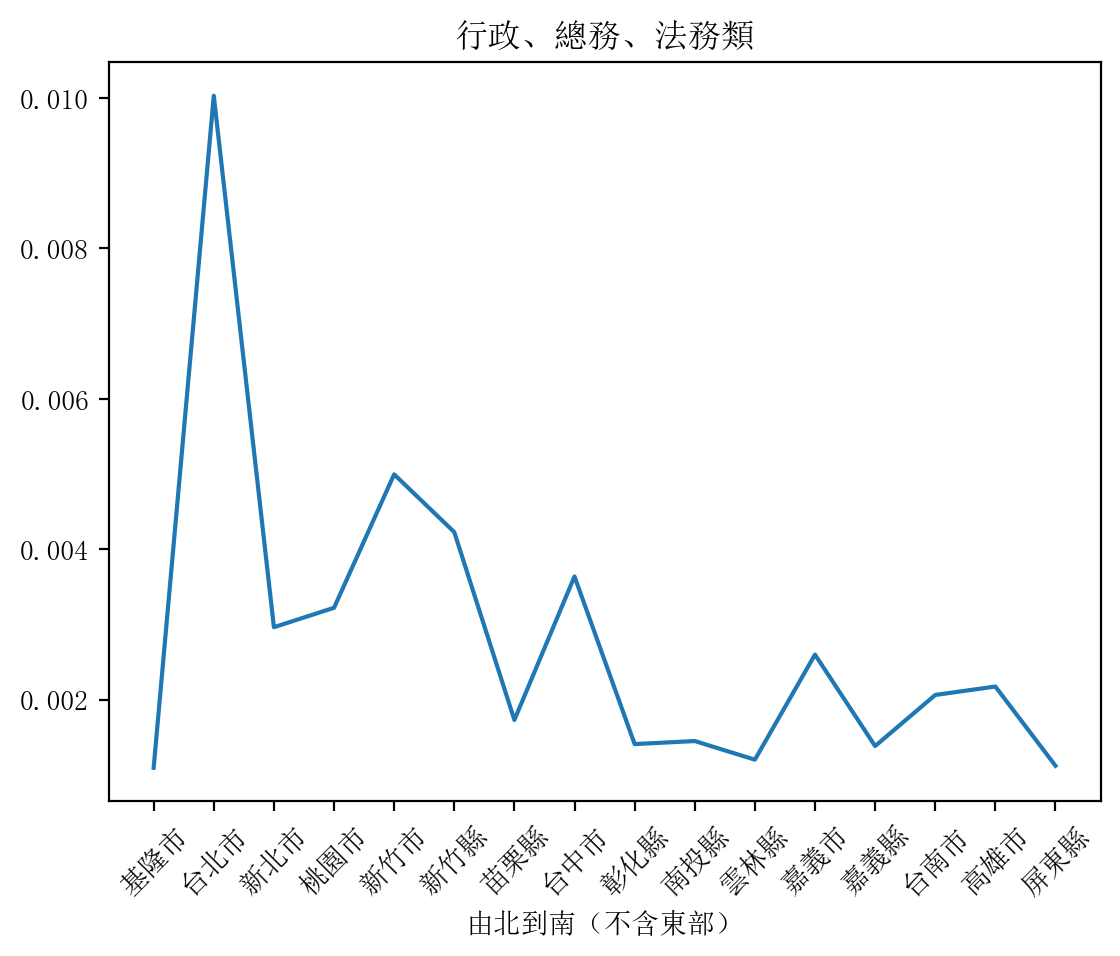 行政、總務、法務類
0.010
0.008
0.006
0.004
0.002
基隆市
台北市
新北市
桃園市
新竹市
新竹縣
苗栗縣
台中市
彰化縣
南投縣
雲林縣
嘉義市
嘉義縣
台南市
高雄市
屏東縣
由北到南（不含東部）